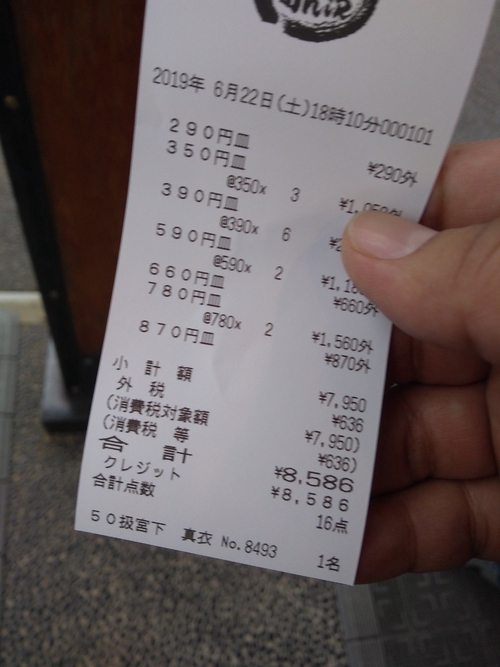 2019年 6月22日(土)18時10分000101
290円皿 ¥290外
350円皿
@350x 3
390円皿
@390x 6
590円皿
@590x 2
660円皿 ¥660外
780円皿
@780x 2 ¥1,560外
870円皿 ¥870外
小計額 ¥7,950
外税 ¥636
(消費税対象額 ¥7,950)
(消費税等 ¥636)
合計 ¥8,586
クレジット ¥8,586
合計点数 16点
50扱宮下 真衣 No.8493 1名